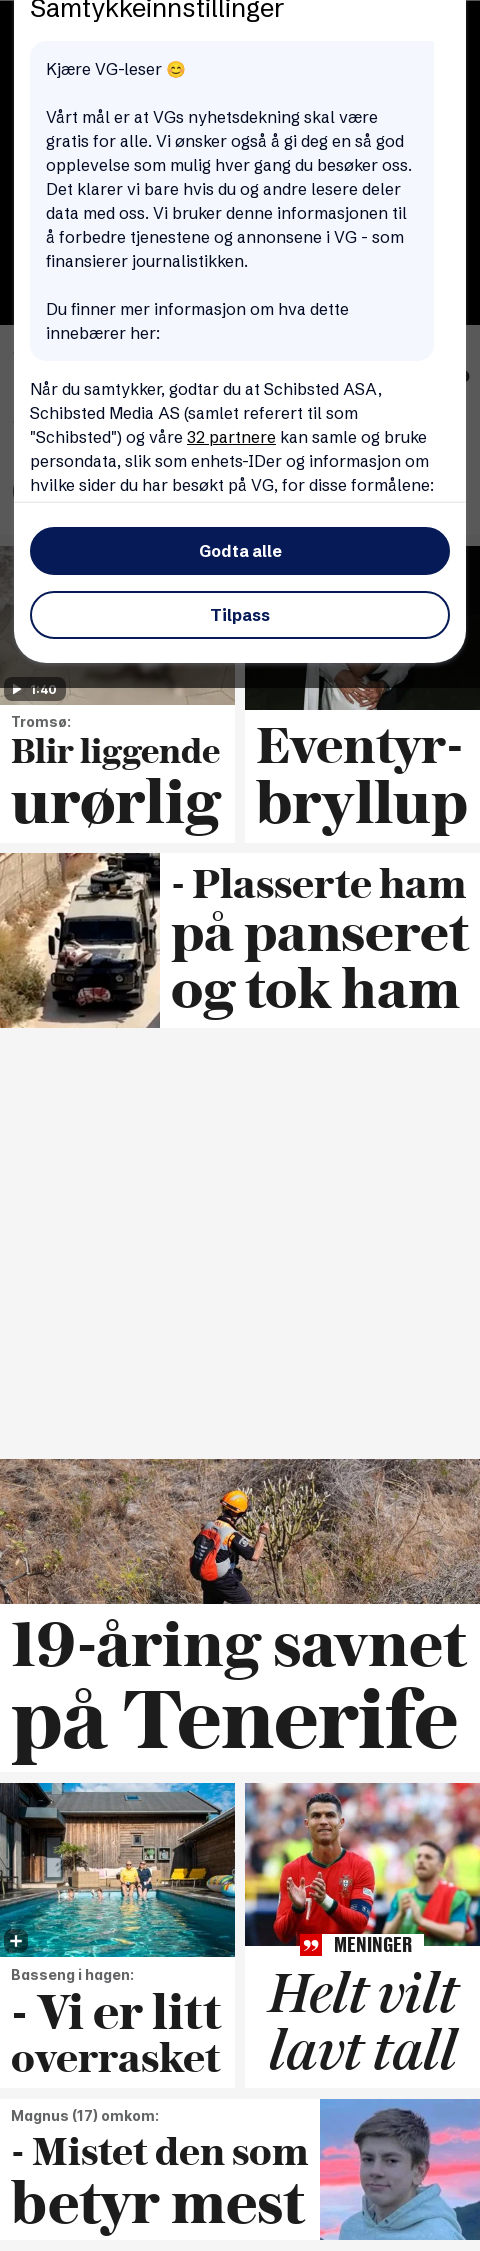 Samtykkeinnstillinger
Kjære VG-leser 😊
Vårt mål er at VGs nyhetsdekning skal være
gratis for alle. Vi ønsker også å gi deg en så god
opplevelse som mulig hver gang du besøker oss.
Det klarer vi bare hvis du og andre lesere deler
data med oss. Vi bruker denne informasjonen til
å forbedre tjenestene og annonsene i VG - som
finansierer journalistikken.
Du finner mer informasjon om hva dette
innebærer her:
Når du samtykker, godtar du at Schibsted ASA,
Schibsted Media AS (samlet referert til som
"Schibsted") og våre 32 partnere kan samle og bruke
persondata, slik som enhets-IDer og informasjon om
hvilke sider du har besøkt på VG, for disse formålene:
Godta alle
Tilpass
1:40
Tromsø:
Blir liggende
urørlig
Eventyr-
bryllup
- Plasserte ham
på panseret
og tok ham
19-åring savnet
på Tenerife
Basseng i hagen:
- Vi er litt
overrasket
MENINGER
Helt vilt
lavt tall
Magnus (17) omkom:
- Mistet den som
betyr mest